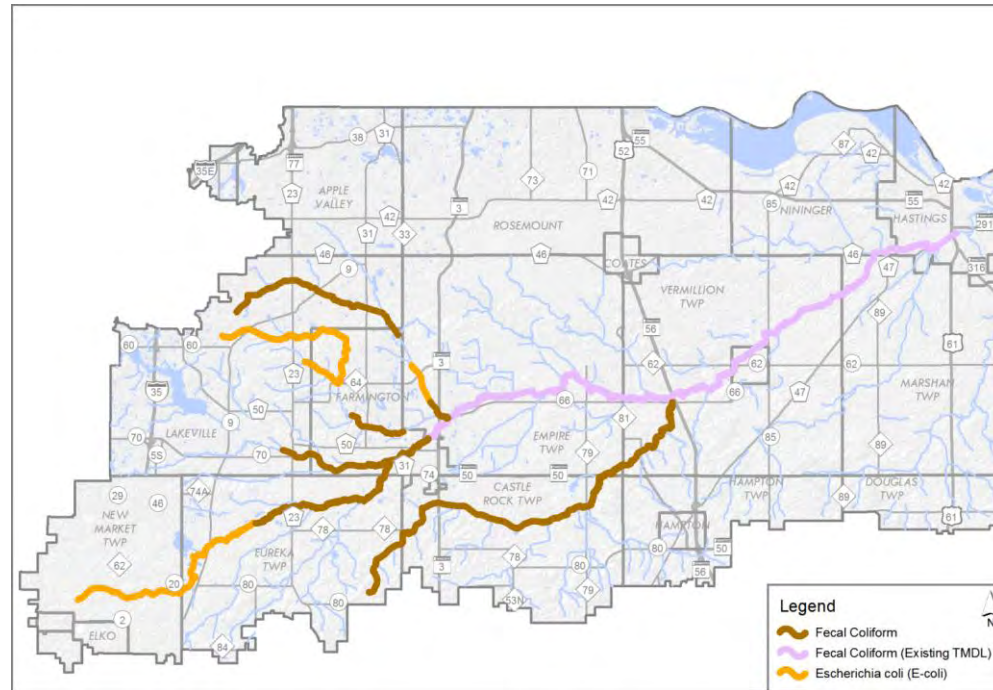 35E
77
38
31
23
APPLE
VALLEY
42
31
33
3
73
71
52
55
42
42
ROSEMOUNT
87
42
42
85
NININGER
55
42
HASTINGS
291
316
46
9
46
COATES
46
47
VERMILLION
TWP
89
61
60
60
35
23
64
FARMINGTON
3
56
62
62
62
66
66
47
MARSHAN
TWP
50
9
LAKEVILLE
70
5S
50
70
31
74
EMPIRE
TWP
81
79
85
89
50
CASTLE
ROCK TWP
50
HAMPTON
TWP
DOUGLAS
TWP
89
61
29
46
74A
NEW
MARKET
TWP
62
20
2
ELKO
23
78
78
EUREKA
TWP
80
80
84
3
78
80
79
53N
HAMPTON
80
50
56
Legend
N
Fecal Coliform
Fecal Coliform (Existing TMDL)
Escherichia coli (E-coli)